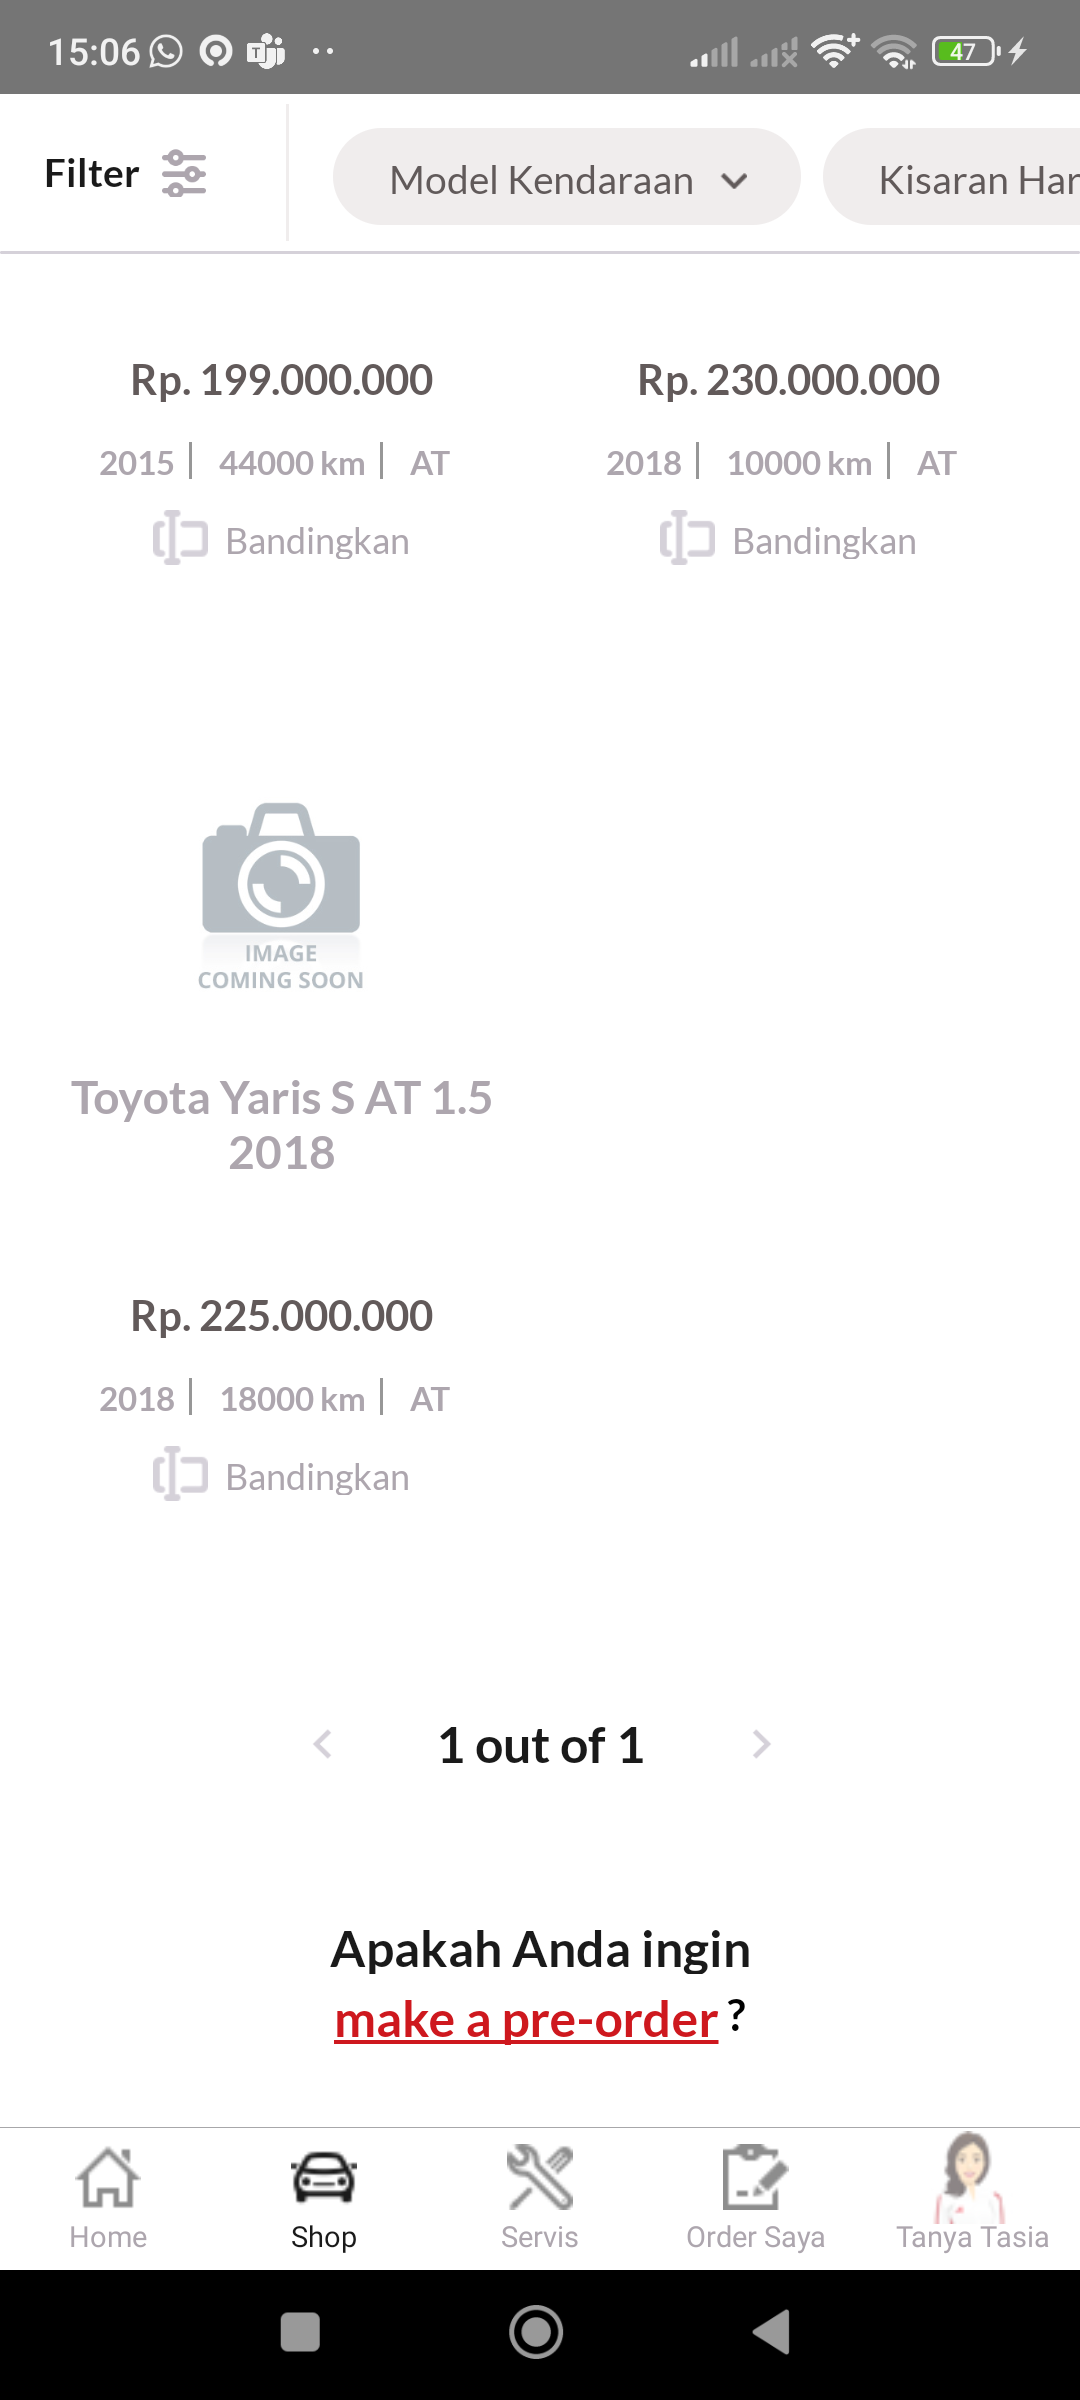 15:06
47
Filter
Model Kendaraan
Kisaran Har
Rp. 199.000.000
Rp. 230.000.000
2015 | 44000 km | AT
2018 | 10000 km | AT
Bandingkan
Bandingkan
IMAGE
COMING SOON
Toyota Yaris S AT 1.5
2018
Rp. 225.000.000
2018 | 18000 km | AT
Bandingkan
1 out of 1
Apakah Anda ingin
make a pre-order ?
Home
Shop
Servis
Order Saya
Tanya Tasia